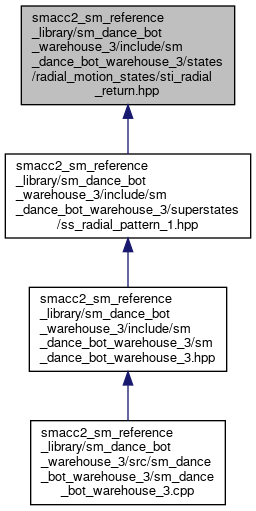 smacc2_sm_reference
_library/sm_dance_bot
_warehouse_3/include/sm
_dance_bot_warehouse_3/states
/radial_motion_states/sti_radial
_return.hpp
smacc2_sm_reference
_library/sm_dance_bot
_warehouse_3/include/sm
_dance_bot_warehouse_3/superstates
/ss_radial_pattern_1.hpp
smacc2_sm_reference
_library/sm_dance_bot
_warehouse_3/include/sm
_dance_bot_warehouse_3/sm
_dance_bot_warehouse_3.hpp
smacc2_sm_reference
_library/sm_dance_bot
_warehouse_3/src/sm_dance
_bot_warehouse_3/sm_dance
_bot_warehouse_3.cpp